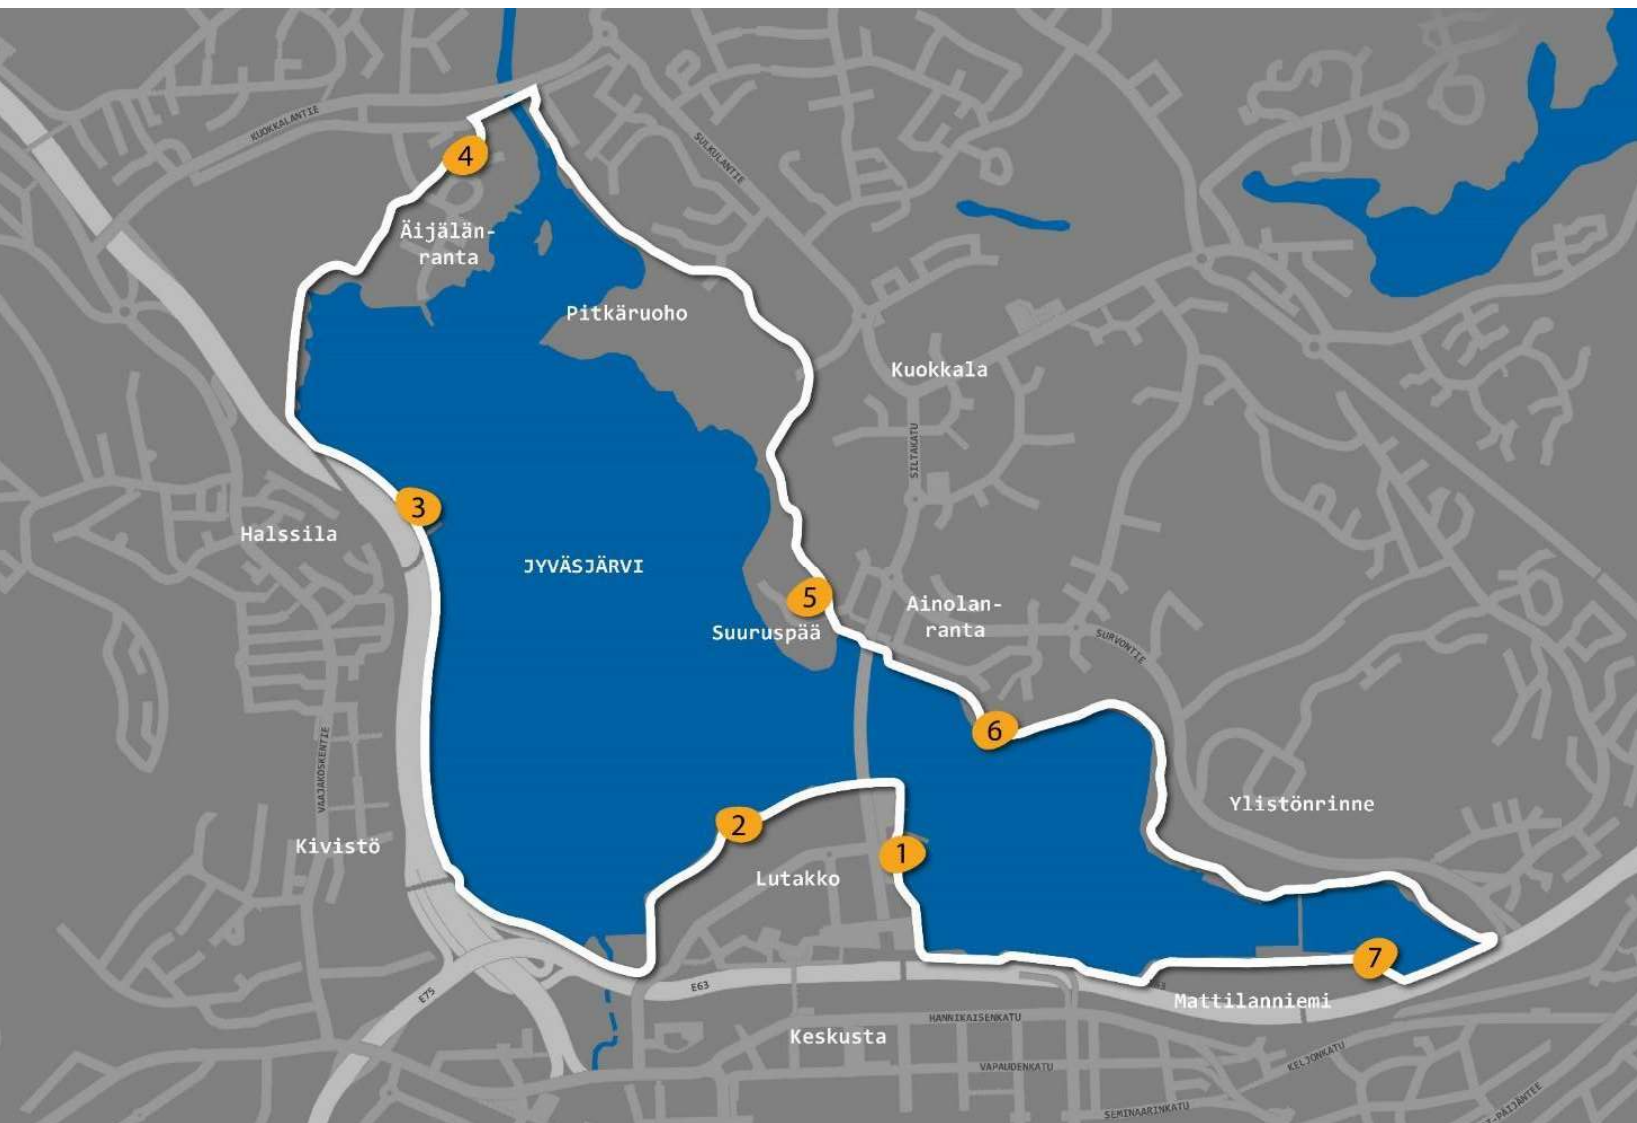 KUOKKALANTIE
SULKULANTIE
4
Äijälän-
ranta
Pitkäruoho
Kuokkala
SILTAKATU
3
Halssila
JYVÄSJÄRVI
5
Ainolan-
ranta
Suuruspää
SURVONTIE
6
VAAJAKOSKENTIE
Ylistönrinne
2
Kivistö
1
Lutakko
7
E75
E63
Mattilanniemi
HANNIKAISENKATU
Keskusta
KELJONKATU
VAPAUDENKATU
SEMINAARINKATU